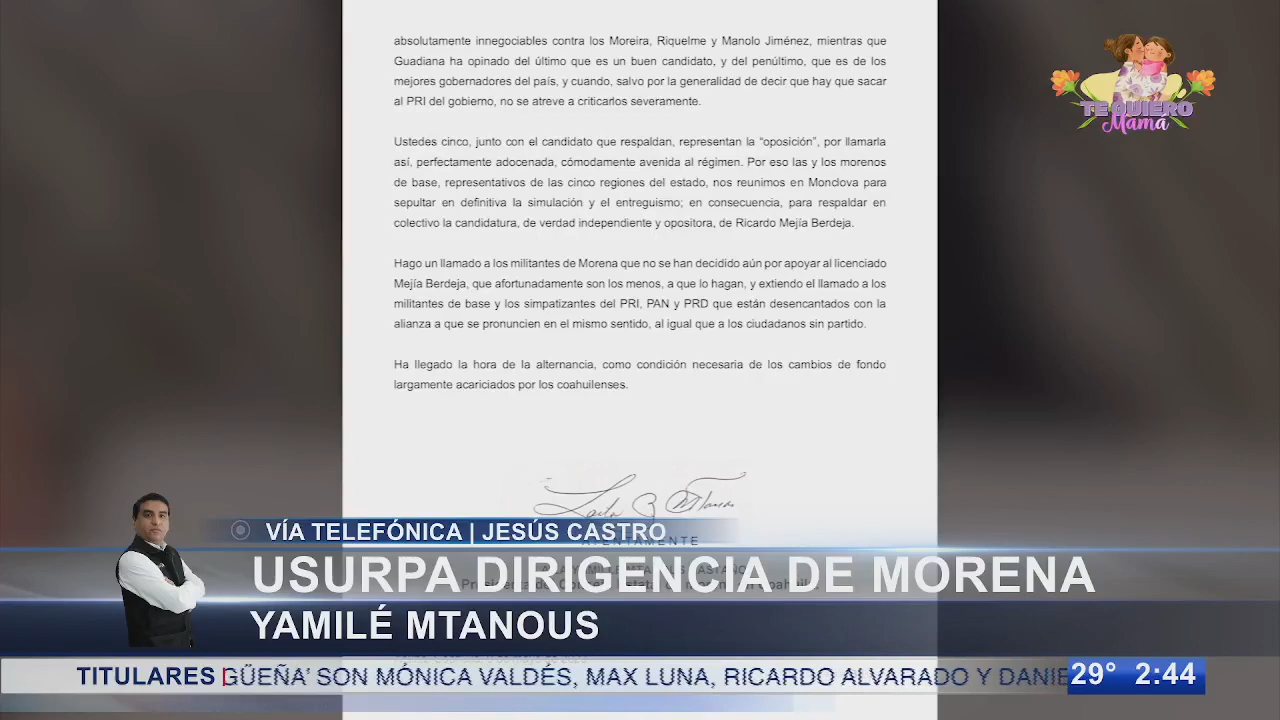 absolutamente innegociables contra los Moreira, Riquelme y Manolo Jiménez, mientras que
Guadiana ha opinado del último que es un buen candidato, y del penúltimo, que es de los
mejores gobernadores del país, y cuando, salvo por la generalidad de decir que hay que sacar
al PRI del gobierno, no se atreve a criticarlos severamente.
Ustedes cinco, junto con el candidato que respaldan, representan la “oposición”, por llamarla
así, perfectamente adocenada, cómodamente avenida al régimen. Por eso las y los morenos
de base, representativos de las cinco regiones del estado, nos reunimos en Monclova para
sepultar en definitiva la simulación y el entreguismo; en consecuencia, para respaldar en
colectivo la candidatura, de verdad independiente y opositora, de Ricardo Mejía Berdeja.
Hago un llamado a los militantes de Morena que no se han decidido aún por apoyar al licenciado
Mejía Berdeja, que afortunadamente son los menos, a que lo hagan, y extiendo el llamado a los
militantes de base y los simpatizantes del PRI, PAN y PRD que están desencantados con la
alianza a que se pronuncien en el mismo sentido, al igual que a los ciudadanos sin partido.
Ha llegado la hora de la alternancia, como condición necesaria de los cambios de fondo
largamente acariciados por los coahuilenses.
TE QUIERO
Mamá
VÍA TELEFÓNICA | JESÚS CASTRO
ATENTAMENTE
USURPA DIRIGENCIA DE MORENA
YAMILÉ MTANOUS
TITULARES GÜEÑA’ SON MÓNICA VALDÉS, MAX LUNA, RICARDO ALVARADO Y DANIE
29° 2:44